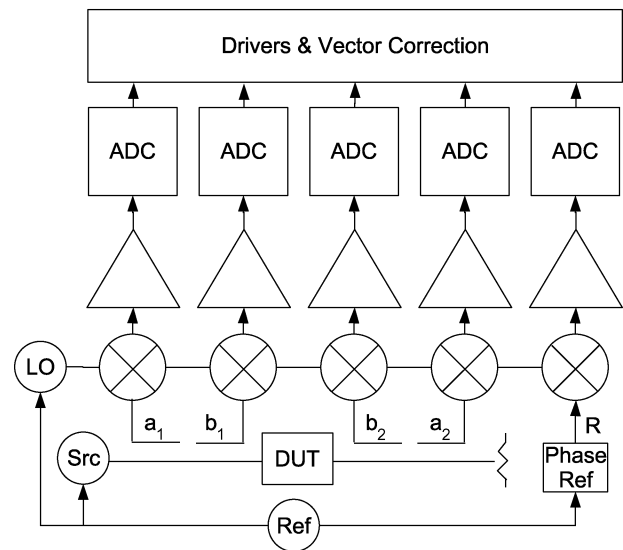 Drivers & Vector Correction
ADC ADC ADC ADC ADC
LO
a1 b1 b2 a2 R
Src DUT Phase
Ref
Ref